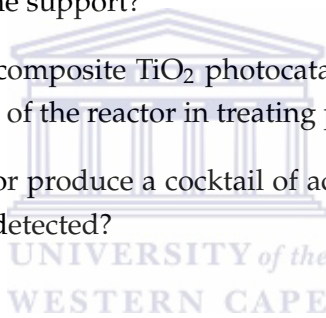 he support?
composite TiO₂ photocata
of the reactor in treating p
or produce a cocktail of ac
detected?
UNIVERSITY of the
WESTERN CAPE